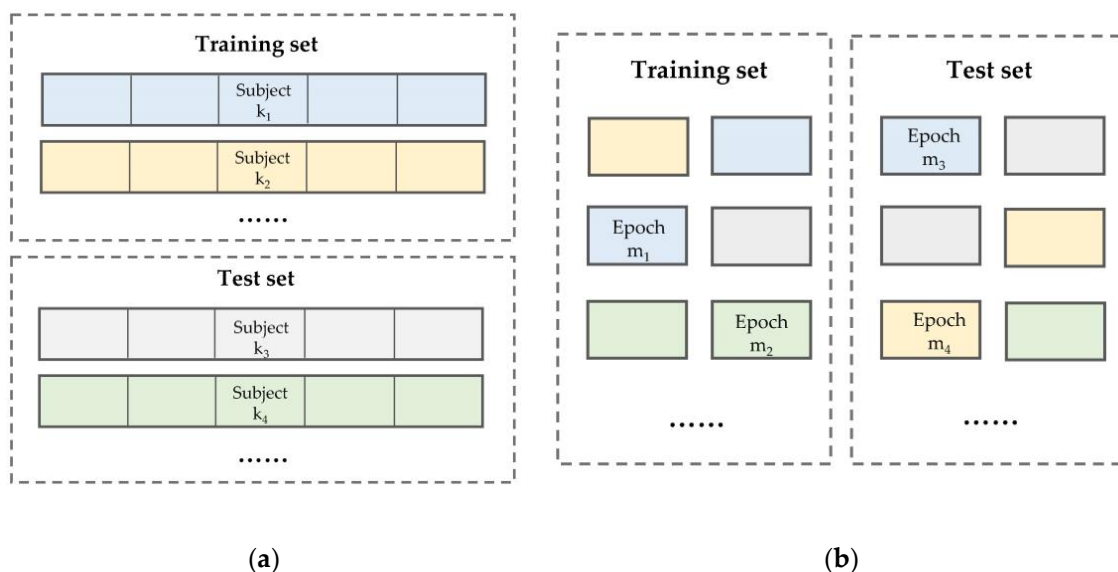 Training set
Subject
k₁
Subject
k₂
......
Test set
Subject
k₃
Subject
k₄
......
(a)
Training set
Epoch
m₁
Epoch
m₂
......
Test set
Epoch
m₃
Epoch
m₄
......
(b)